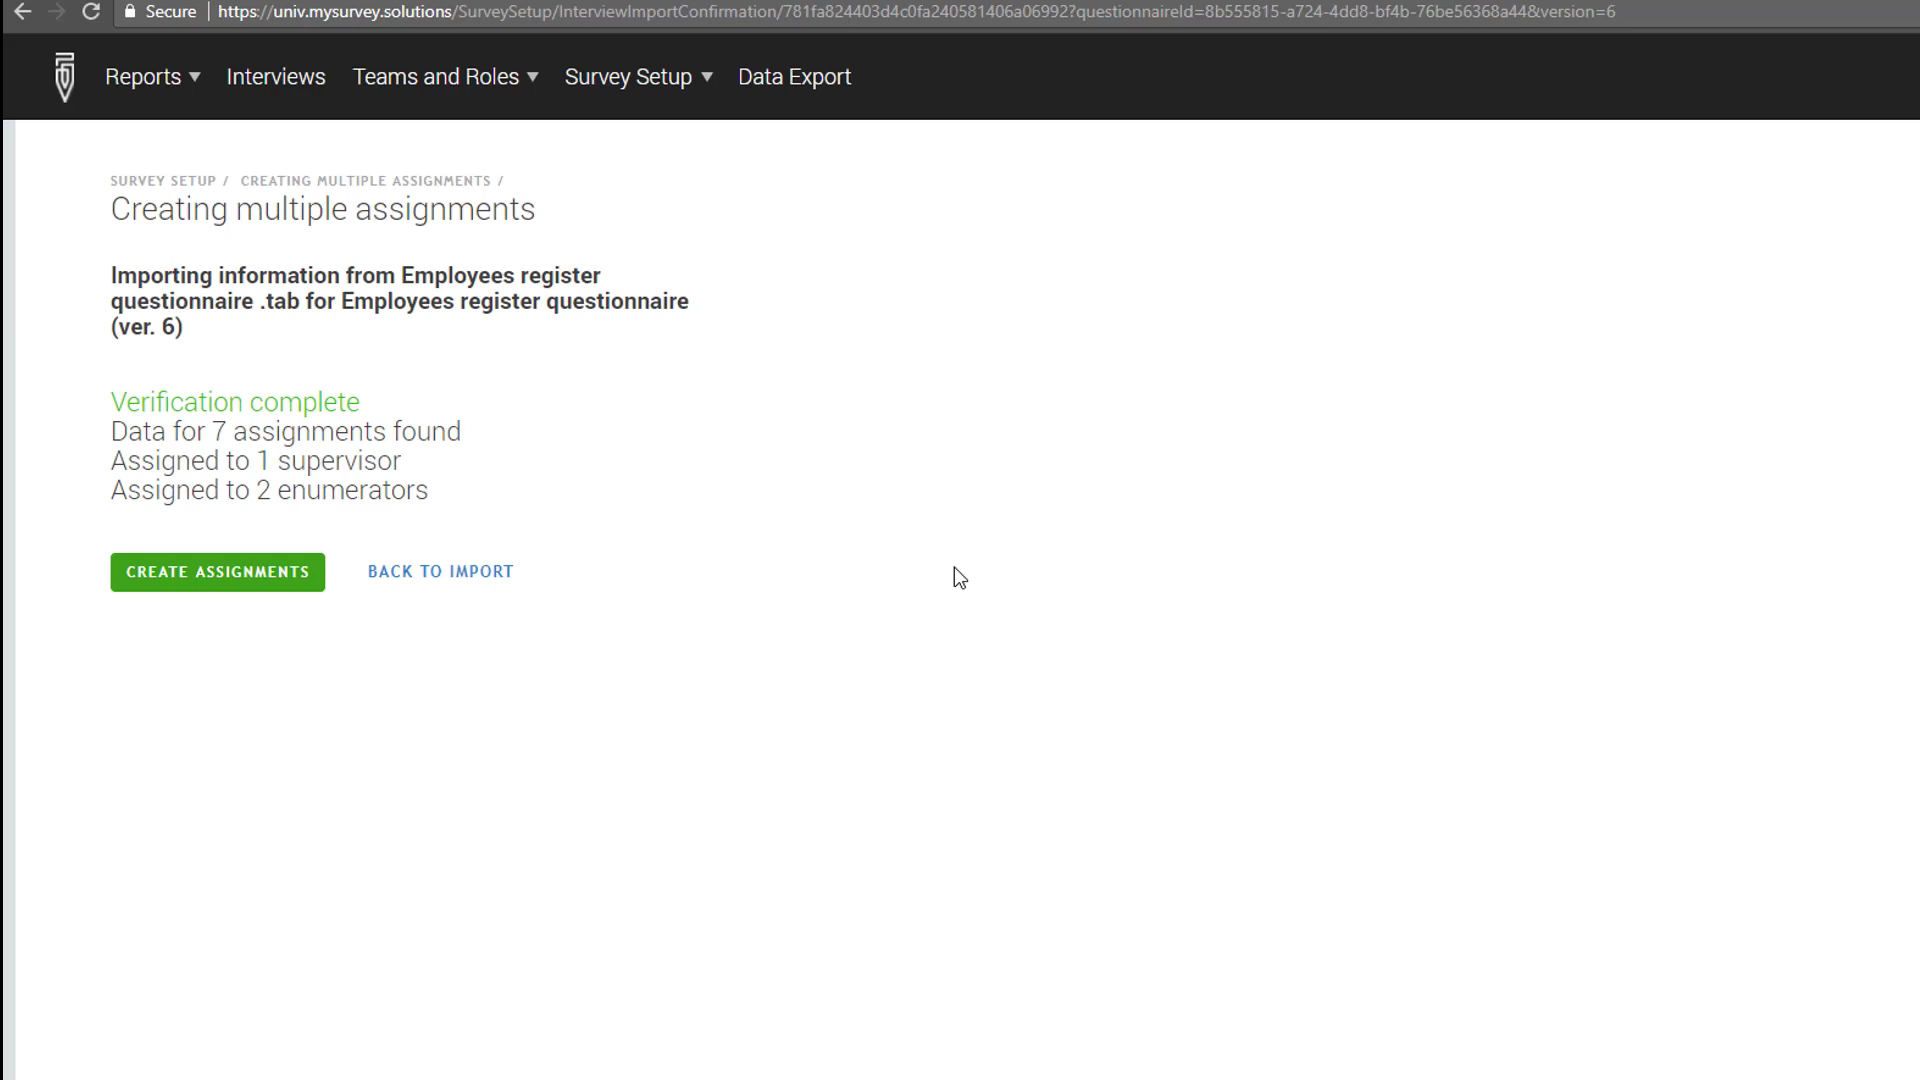 Secure https://univ.mysurvey.solutions/SurveySetup/InterviewImportConfirmation/781fa824403d4c0fa240581406a06992?questionnaireId=8b555815-a724-4dd8-bf4b-76be56368a44&version=6
Reports Interviews Teams and Roles Survey Setup Data Export
SURVEY SETUP / CREATING MULTIPLE ASSIGNMENTS /
Creating multiple assignments
Importing information from Employees register
questionnaire .tab for Employees register questionnaire
(ver. 6)
Verification complete
Data for 7 assignments found
Assigned to 1 supervisor
Assigned to 2 enumerators
CREATE ASSIGNMENTS BACK TO IMPORT